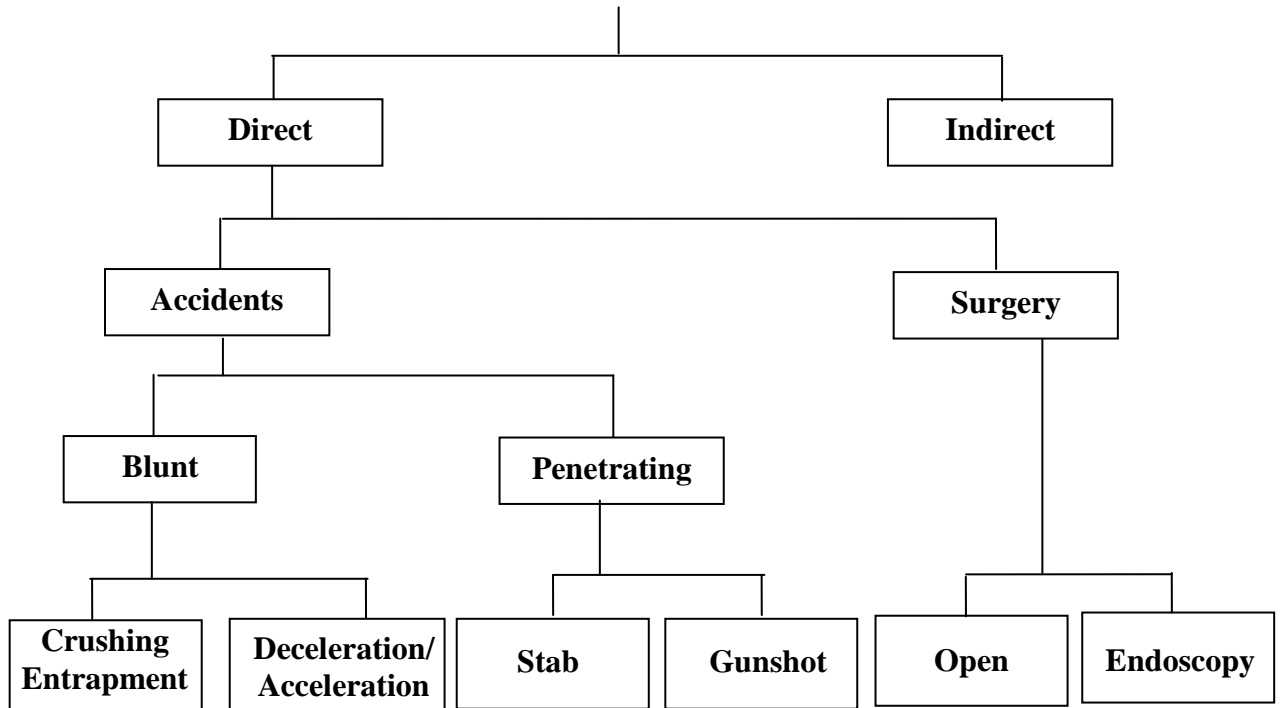 Direct
Indirect
Accidents
Surgery
Blunt
Penetrating
Crushing
Entrapment
Deceleration/
Acceleration
Stab
Gunshot
Open
Endoscopy